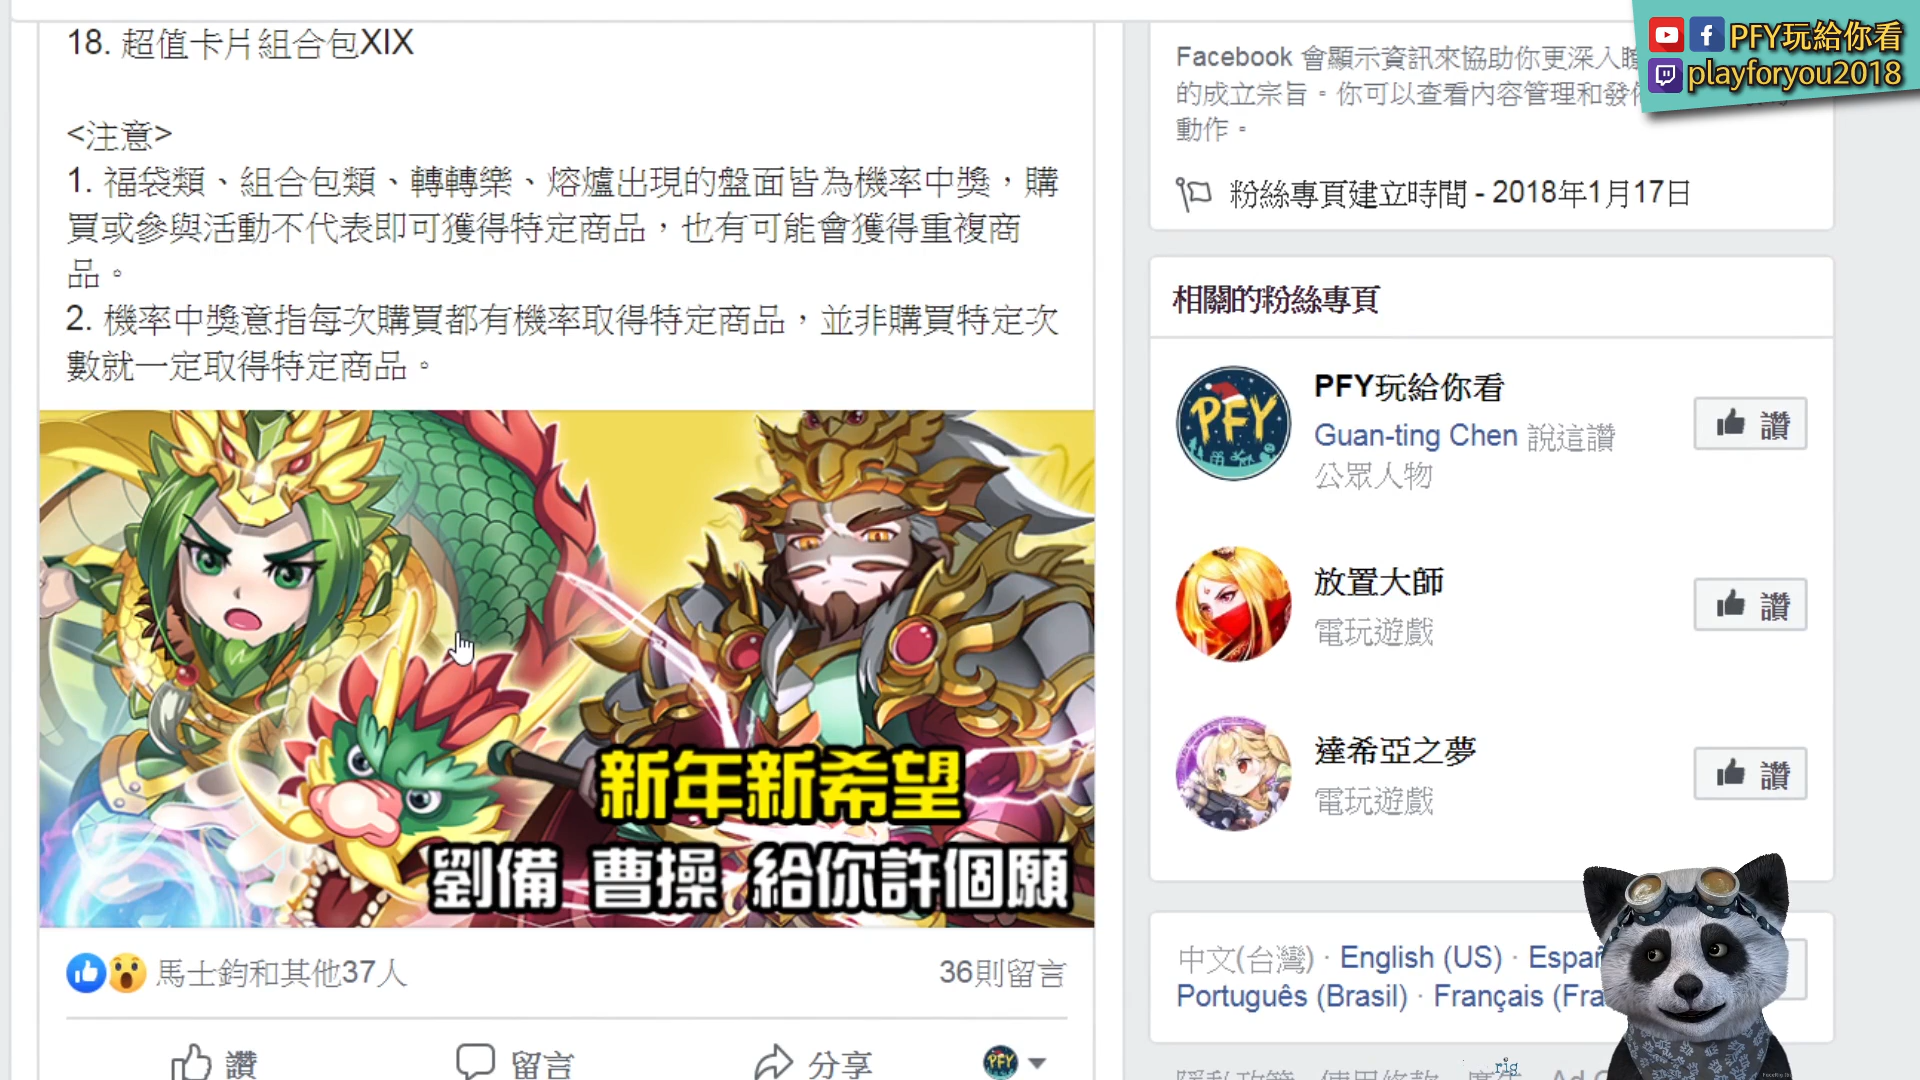 18. 超值卡片組合包XIX
<注意>
1. 福袋類、組合包類、轉轉樂、熔爐出現的盤面皆為機率中獎，購
買或參與活動不代表即可獲得特定商品，也有可能會獲得重複商
品。
2. 機率中獎意指每次購買都有機率取得特定商品，並非購買特定次
數就一定取得特定商品。
新年新希望
劉備 曹操 給你許個願
馬士鈞和其他37人
36則留言
讚
留言
分享
PFY
Facebook 會顯示資訊來協助你更深入瞭
的成立宗旨。你可以查看內容管理和發佈
動作。
粉絲專頁建立時間 - 2018年1月17日
相關的粉絲專頁
PFY
PFY玩給你看
Guan-ting Chen 說這讚
公眾人物
讚
放置大師
電玩遊戲
讚
達希亞之夢
電玩遊戲
讚
中文(台灣) · English (US) · Españ
Português (Brasil) · Français (Fra
rig
PFY玩給你看
playforyou2018